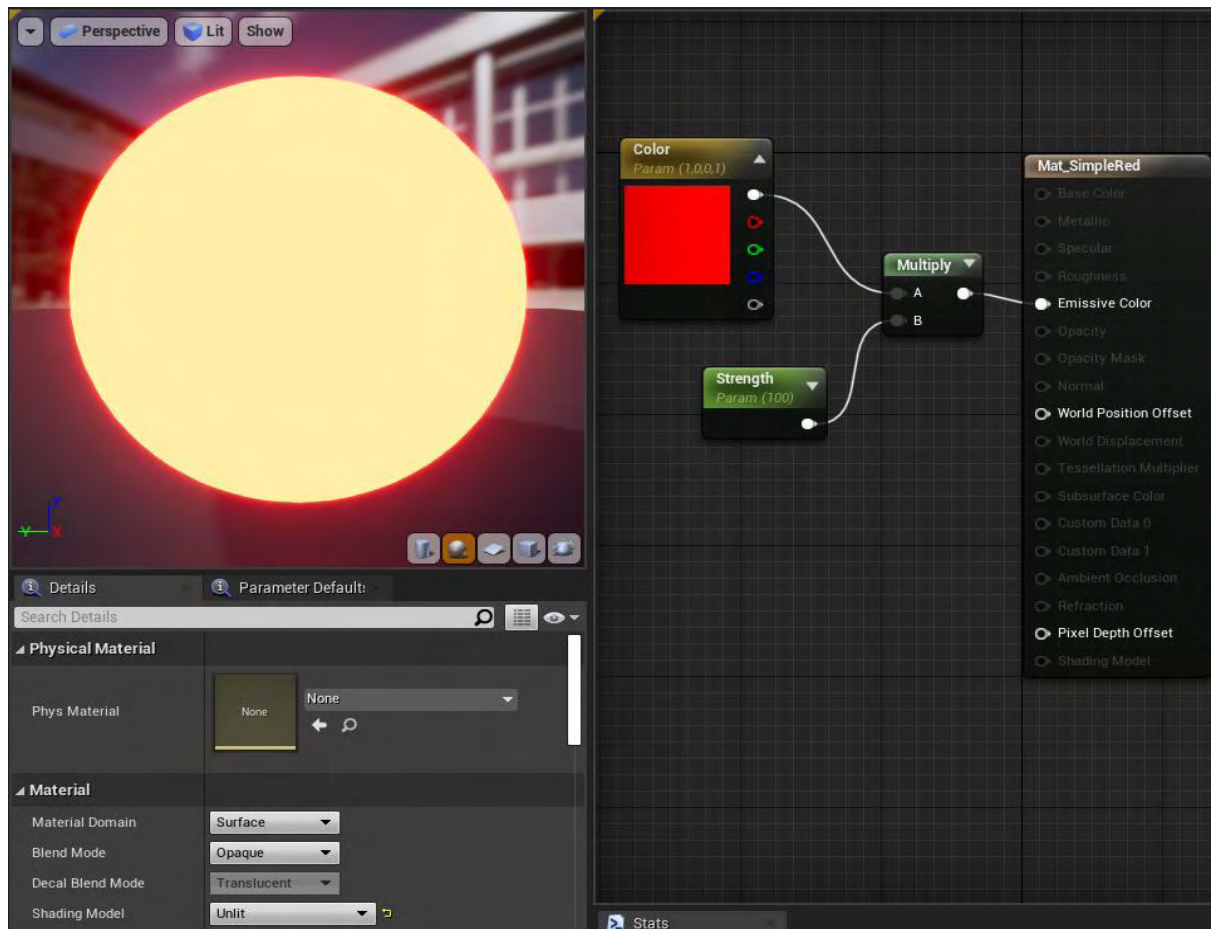 Perspective
Lit
Show
Details
Parameter Defaults
Search Details
Physical Material
Phys Material
None
None
Material
Material Domain
Surface
Blend Mode
Opaque
Decal Blend Mode
Translucent
Shading Model
Unlit
Color
Param (1,0,0,1)
Strength
Param (100)
Multiply
A
B
Mat_SimpleRed
Base Color
Metallic
Specular
Roughness
Emissive Color
Opacity
Opacity Mask
Normal
World Position Offset
World Displacement
Tessellation Multiplier
Subsurface Color
Custom Data 0
Custom Data 1
Ambient Occlusion
Refraction
Pixel Depth Offset
Shading Model
Stats
Z
Y
X